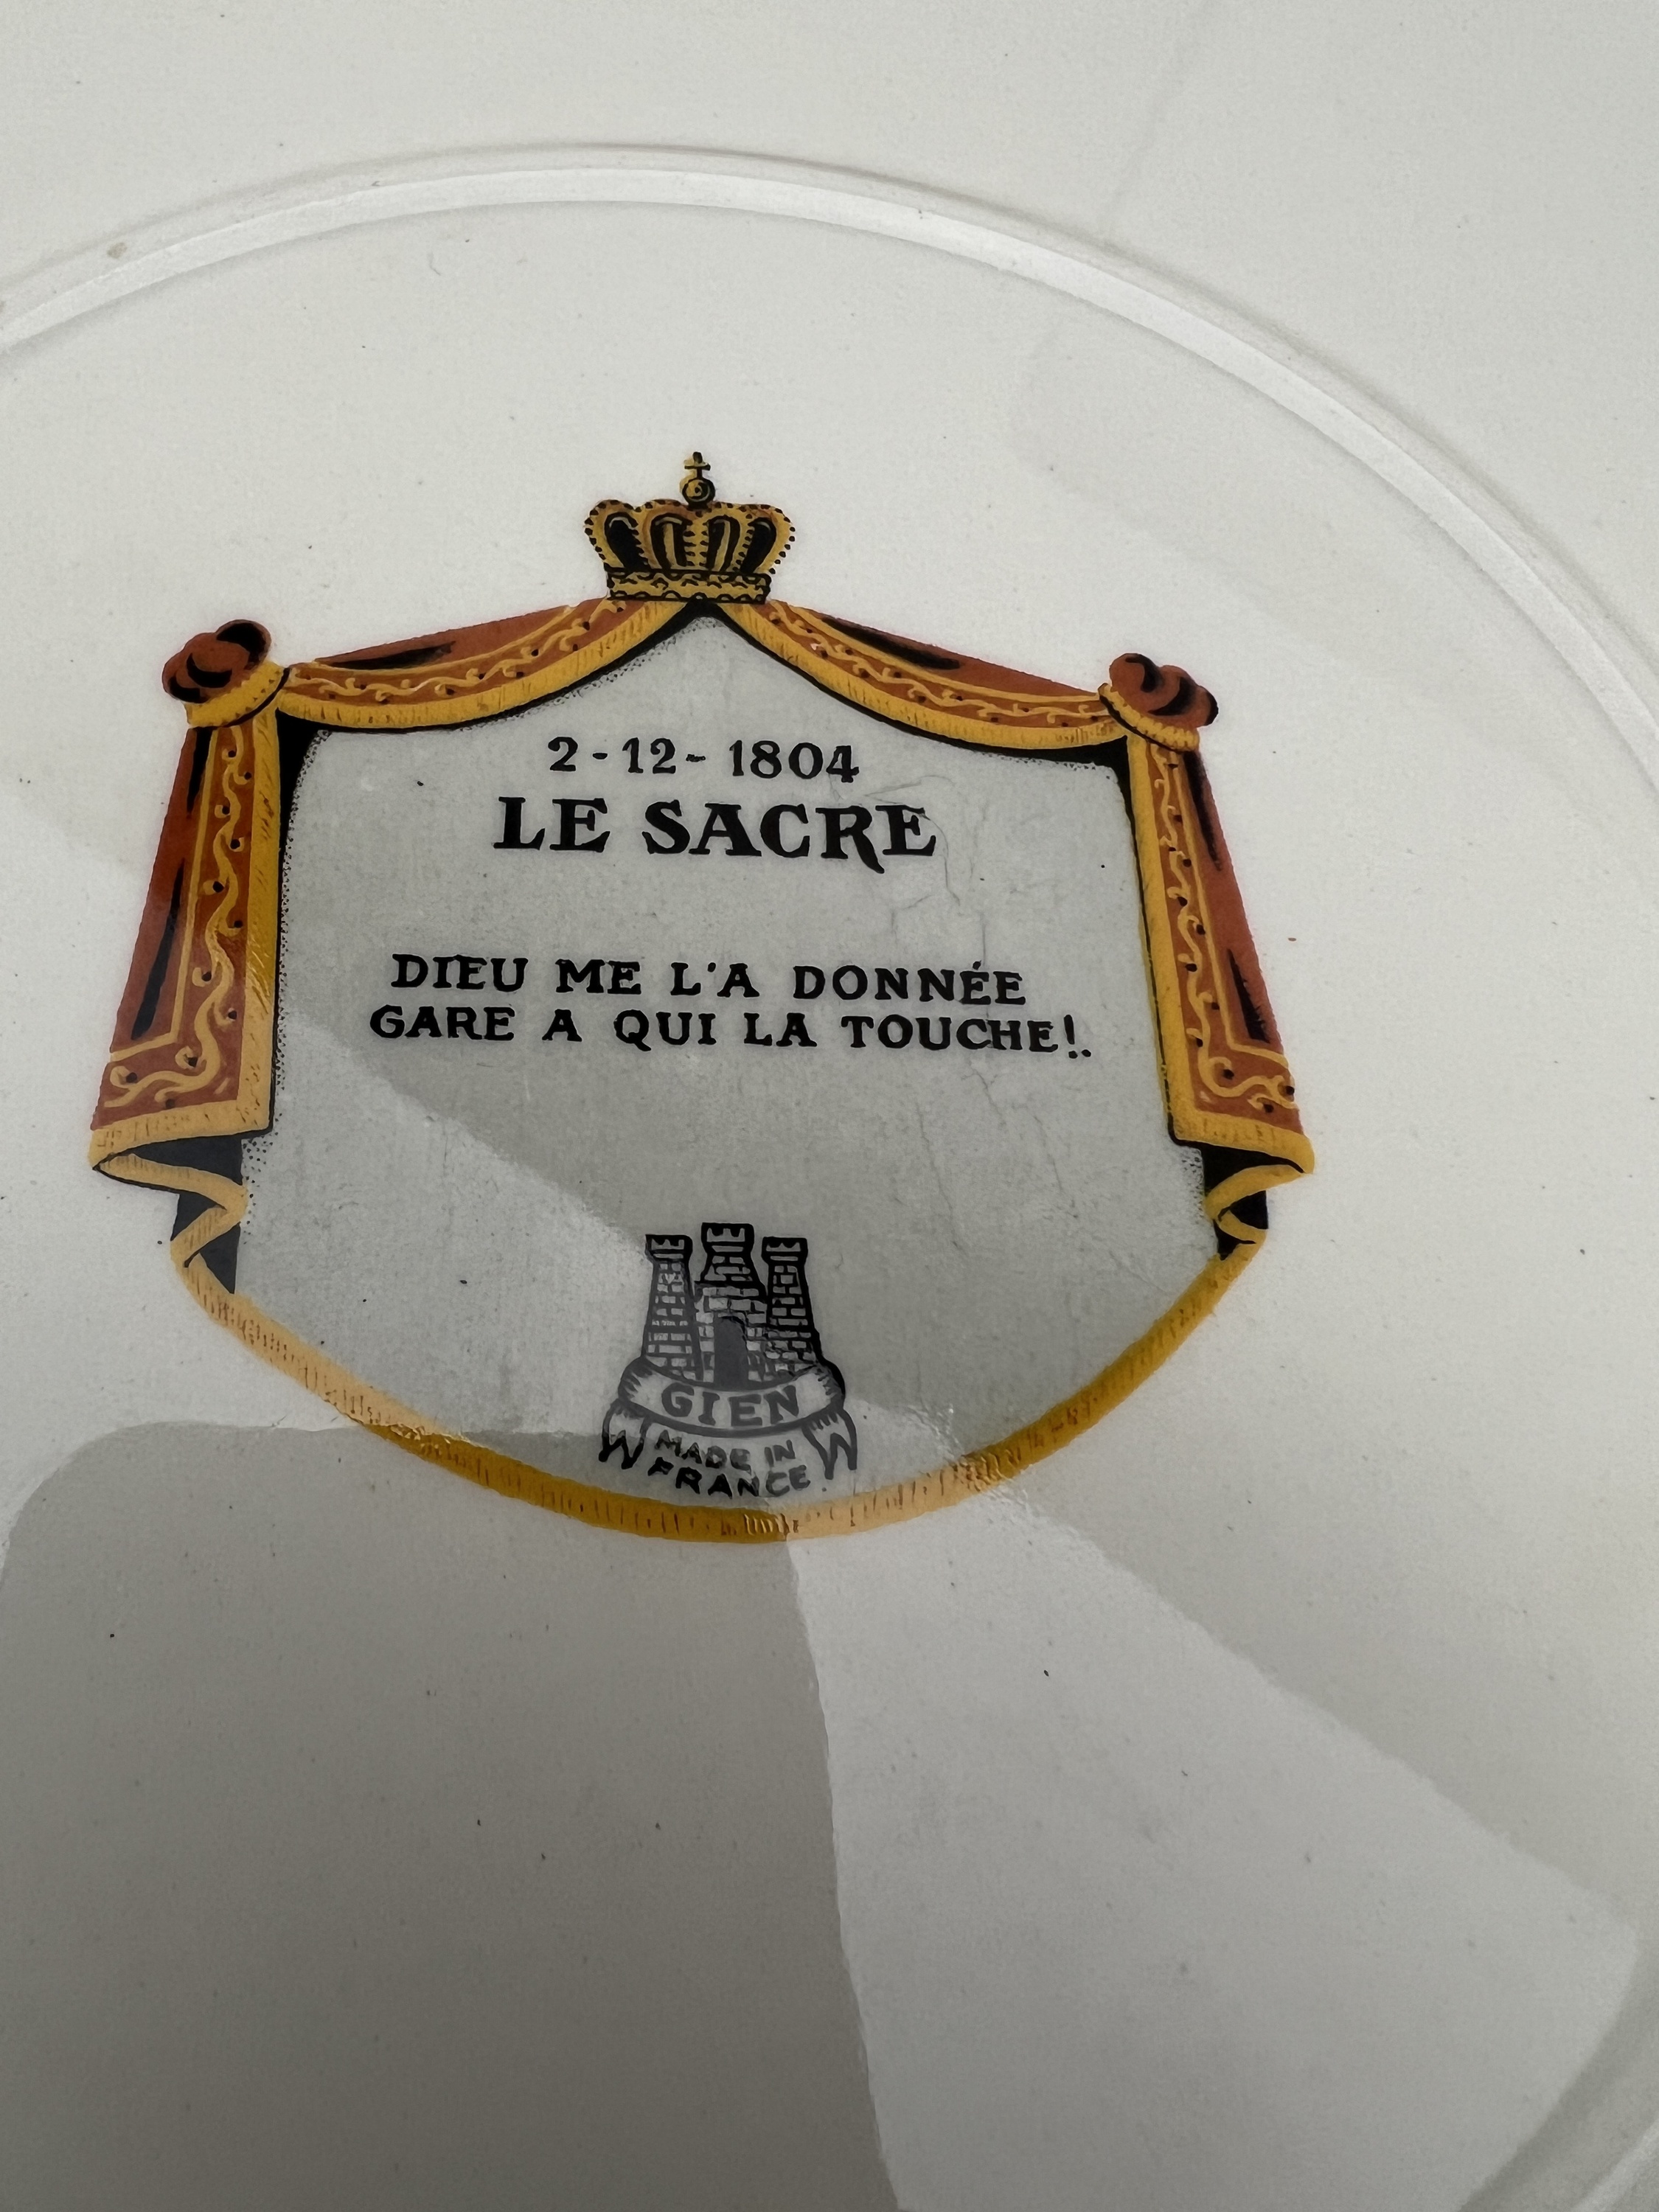 2-12-1804
LE SACRE
DIEU ME L'A DONNÉE
GARE A QUI LA TOUCHE!.
GIEN
MADE IN
FRANCE